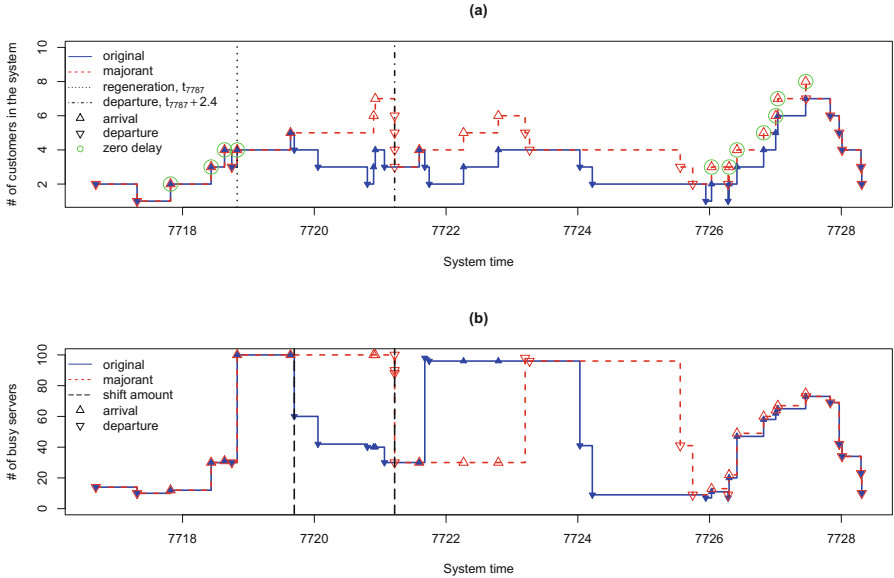 (a)
# of customers in the system
10
8
6
4
2
original
majorant
regeneration, t7787
departure, t7787 + 2.4
arrival
departure
zero delay
7718
7720
7722
7724
7726
7728
System time
(b)
# of busy servers
100
80
60
40
20
0
original
majorant
shift amount
arrival
departure
7718
7720
7722
7724
7726
7728
System time